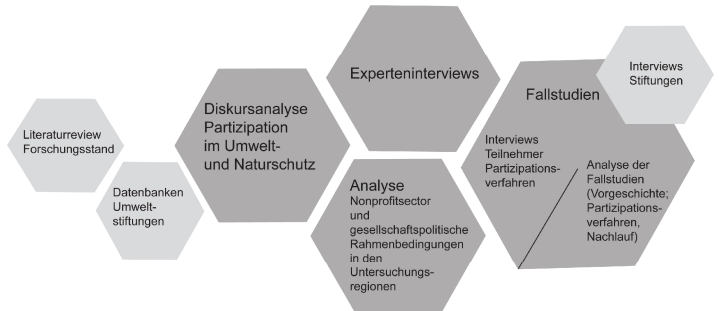 Literaturreview
Forschungsstand
Datenbanken
Umwelt-
stiftungen
Diskursanalyse
Partizipation
im Umwelt-
und Naturschutz
Experteninterviews
Analyse
Nonprofitsector
und
gesellschaftspolitische
Rahmenbedingungen
in den
Untersuchungs-
regionen
Fallstudien
Interviews
Teilnehmer
Partizipations-
verfahren
Analyse der
Fallstudien
(Vorgeschichte;
Partizipations-
verfahren,
Nachlauf)
Interviews
Stiftungen